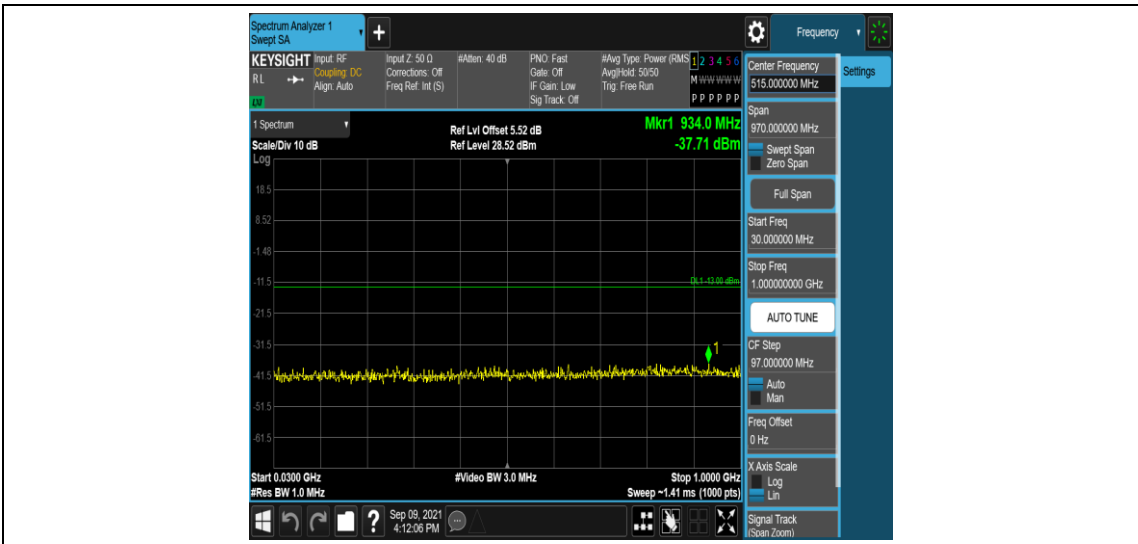 Spectrum Analyzer 1
Swept SA
+
Frequency
KEYSIGHT
RL
LXI
Input: RF
Coupling: DC
Align: Auto
Input Z: 50 Ω
Corrections: Off
Freq Ref: Int (S)
#Atten: 40 dB
PNO: Fast
Gate: Off
IF Gain: Low
Sig Track: Off
#Avg Type: Power (RMS
Avg|Hold: 50/50
Trig: Free Run
1 2 3 4 5 6
M W W W W W
P P P P P P
1 Spectrum
Scale/Div 10 dB
Log
Ref Lvl Offset 5.52 dB
Ref Level 28.52 dBm
Mkr1 934.0 MHz
-37.71 dBm
18.5
8.52
-1.48
-11.5
DL1 -13.00 dBm
-21.5
-31.5
1
-41.5
-51.5
-61.5
Start 0.0300 GHz
#Res BW 1.0 MHz
#Video BW 3.0 MHz
Stop 1.0000 GHz
Sweep ~1.41 ms (1000 pts)
?
Sep 09, 2021
4:12:06 PM
Center Frequency
515.000000 MHz
Settings
Span
970.000000 MHz
Swept Span
Zero Span
Full Span
Start Freq
30.000000 MHz
Stop Freq
1.000000000 GHz
AUTO TUNE
CF Step
97.000000 MHz
Auto
Man
Freq Offset
0 Hz
X Axis Scale
Log
Lin
Signal Track
(Span Zoom)